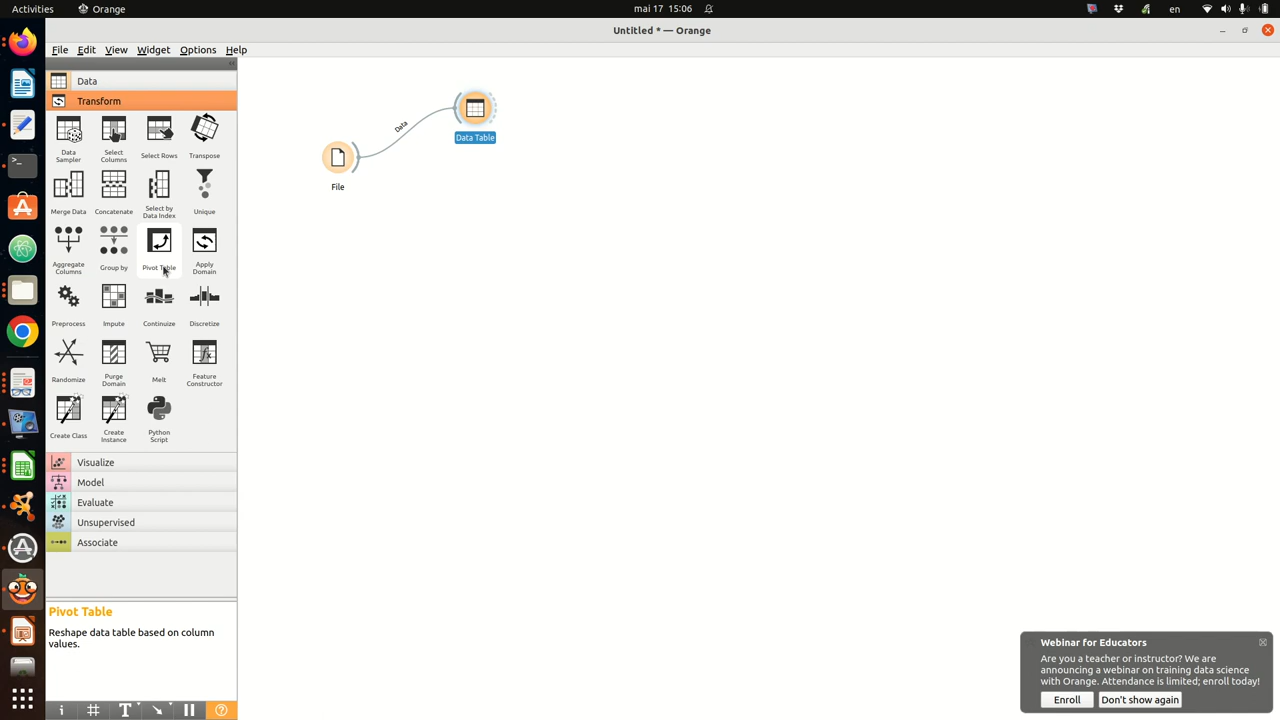 Activities
Orange
mai 17 15:06
en
Untitled * — Orange
File Edit View Widget Options Help
Data
Transform
Data Sampler
Select Columns
Select Rows
Transpose
Merge Data
Concatenate
Select by Data Index
Unique
Aggregate Columns
Group by
Pivot Table
Apply Domain
Preprocess
Impute
Continuize
Discretize
Randomize
Purge Domain
Melt
Feature Constructor
Create Class
Create Instance
Python Script
Visualize
Model
Evaluate
Unsupervised
Associate
Pivot Table
Reshape data table based on column
values.
Data
Data Table
File
Webinar for Educators
Are you a teacher or instructor? We are
announcing a webinar on training data science
with Orange. Attendance is limited; enroll today!
Enroll
Don't show again